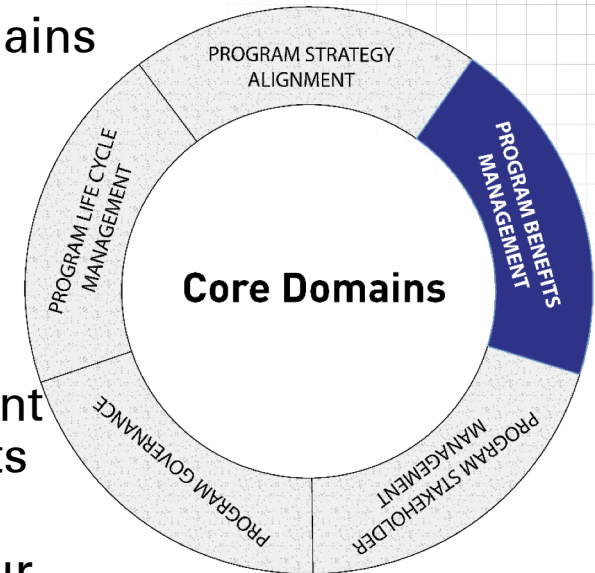 ains
PROGRAM STRATEGY
ALIGNMENT
PROGRAM BENEFITS
MANAGEMENT
PROGRAM LIFE CYCLE
MANAGEMENT
Core Domains
nt
ts
PROGRAM STAKEHOLDER
MANAGEMENT
PROGRAM GOVERNANCE
ur